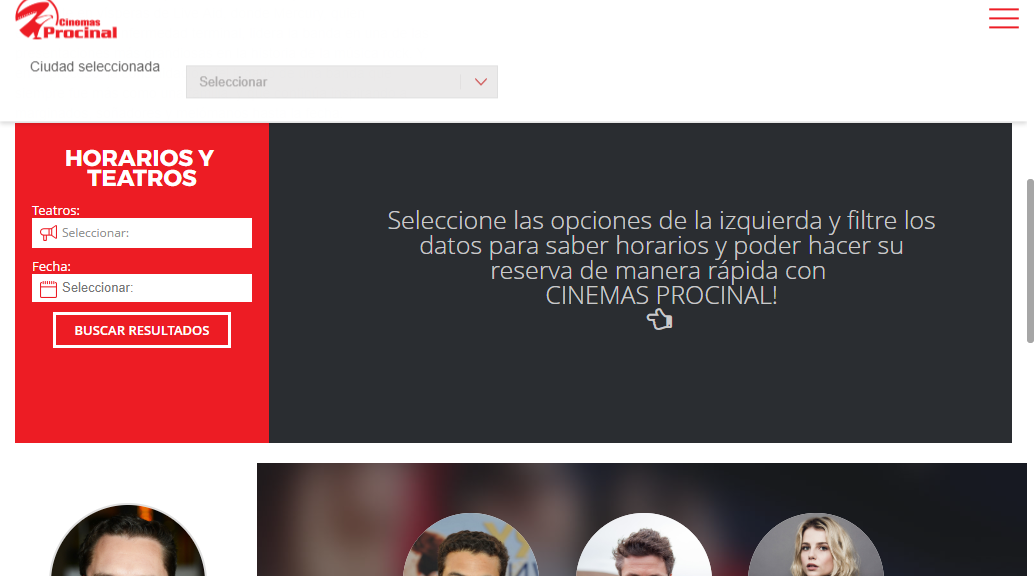 Cinemas
Procinal
Ciudad seleccionada
Seleccionar
HORARIOS Y
TEATROS
Teatros:
Seleccionar:
Fecha:
Seleccionar:
BUSCAR RESULTADOS
Seleccione las opciones de la izquierda y filtre los
datos para saber horarios y poder hacer su
reserva de manera rápida con
CINEMAS PROCINAL!